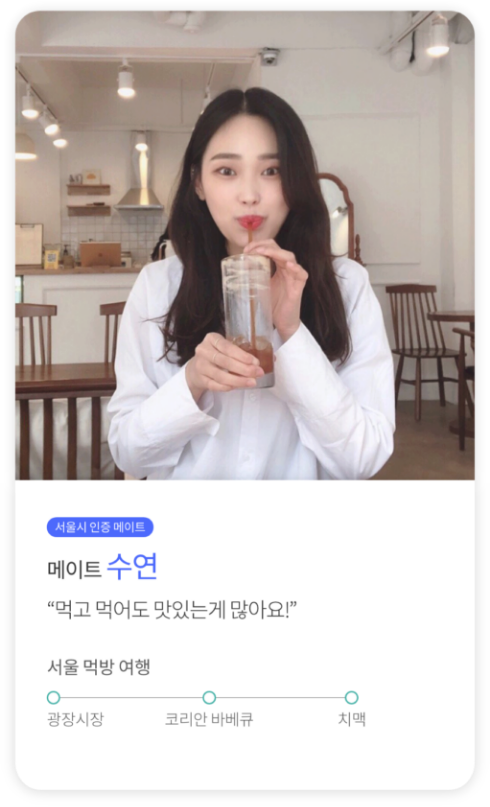 서울시 인증 메이트
메이트 수연
“먹고 먹어도 맛있는게 많아요!”
서울 먹방 여행
광장시장 코리안 바베큐 치맥